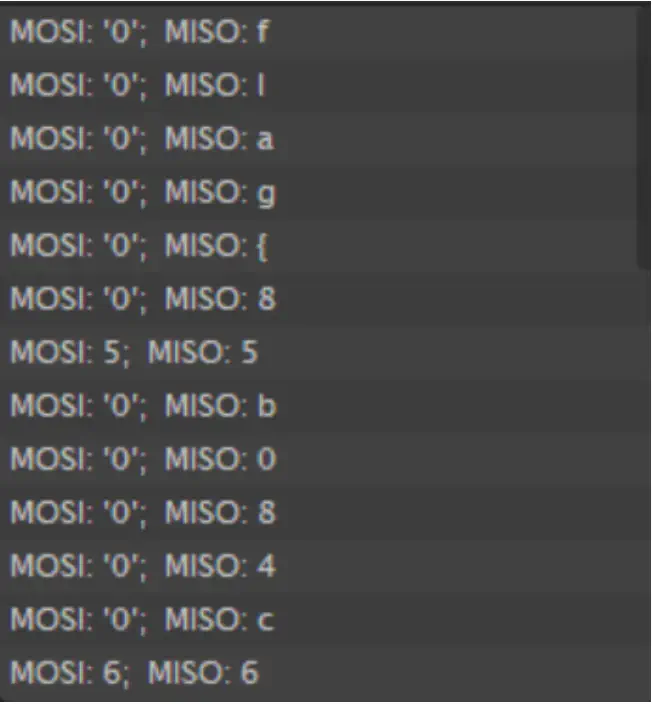 MOSI: '0';  MISO: f
MOSI: '0';  MISO: l
MOSI: '0';  MISO: a
MOSI: '0';  MISO: g
MOSI: '0';  MISO: {
MOSI: '0';  MISO: 8
MOSI: 5;  MISO: 5
MOSI: '0';  MISO: b
MOSI: '0';  MISO: 0
MOSI: '0';  MISO: 8
MOSI: '0';  MISO: 4
MOSI: '0';  MISO: c
MOSI: 6;  MISO: 6